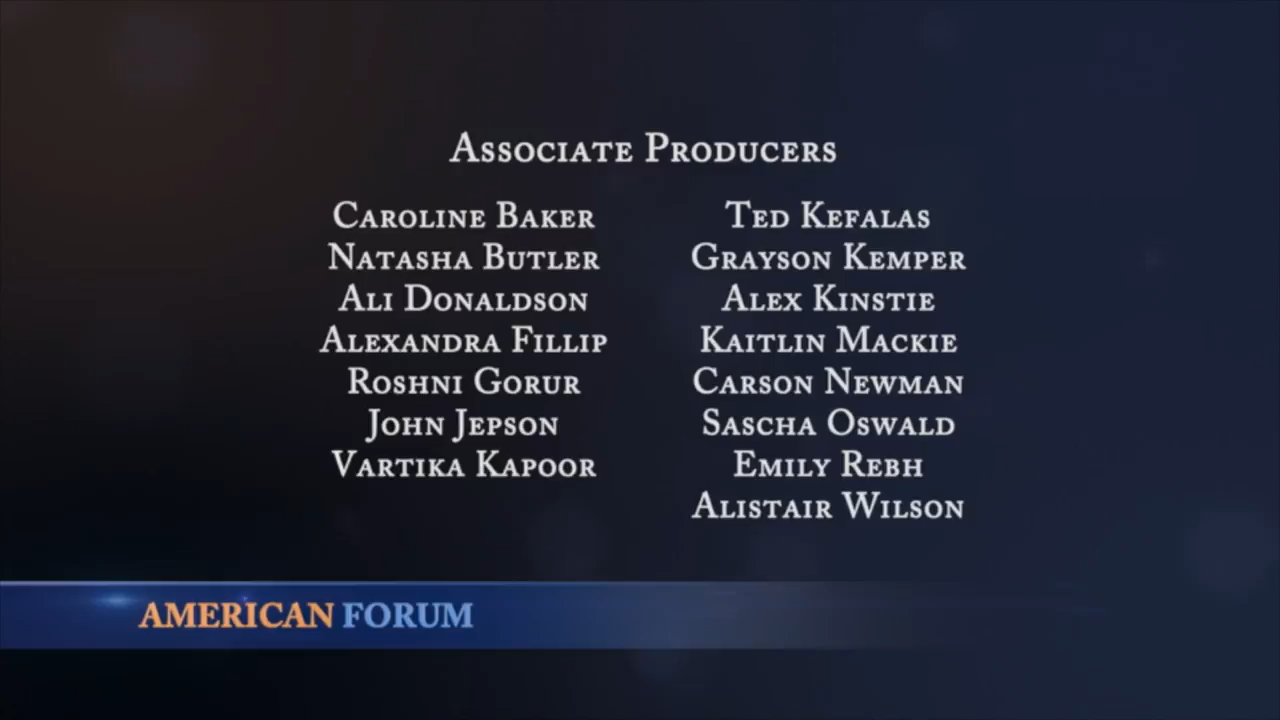 Associate Producers
Caroline Baker
Natasha Butler
Ali Donaldson
Alexandra Fillip
Roshni Gorur
John Jepson
Vartika Kapoor
Ted Kefalas
Grayson Kemper
Alex Kinstie
Kaitlin Mackie
Carson Newman
Sascha Oswald
Emily Rebh
Alistair Wilson
AMERICAN FORUM